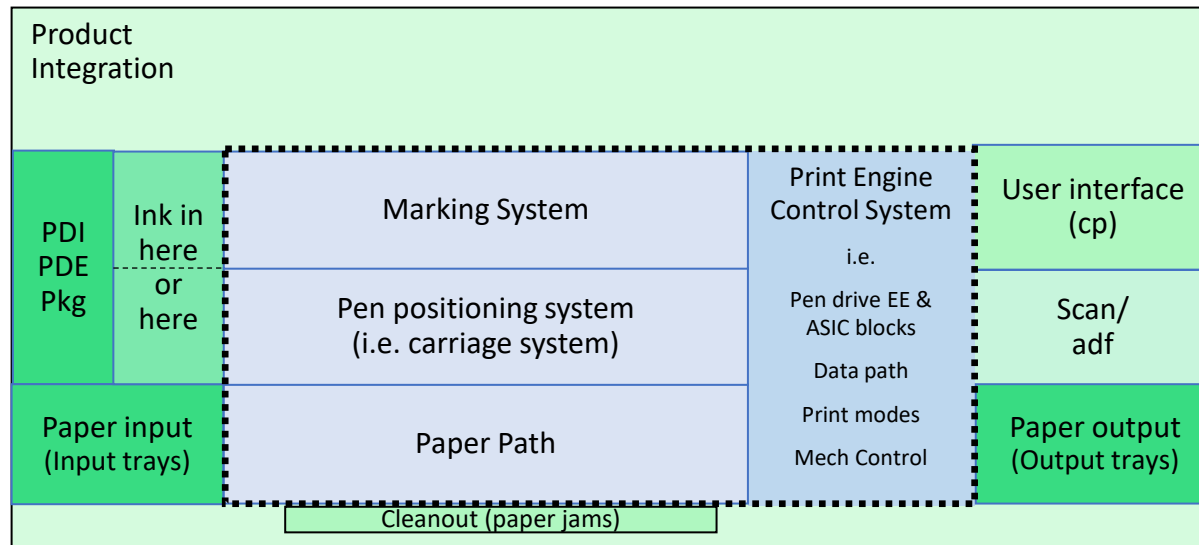 Product
Integration
PDI
PDE
Pkg
Ink in
here
or
here
Marking System
Pen positioning system
(i.e. carriage system)
Paper Path
Print Engine
Control System
i.e.
Pen drive EE &
ASIC blocks
Data path
Print modes
Mech Control
User interface
(cp)
Scan/
adf
Paper input
(Input trays)
Paper output
(Output trays)
Cleanout (paper jams)